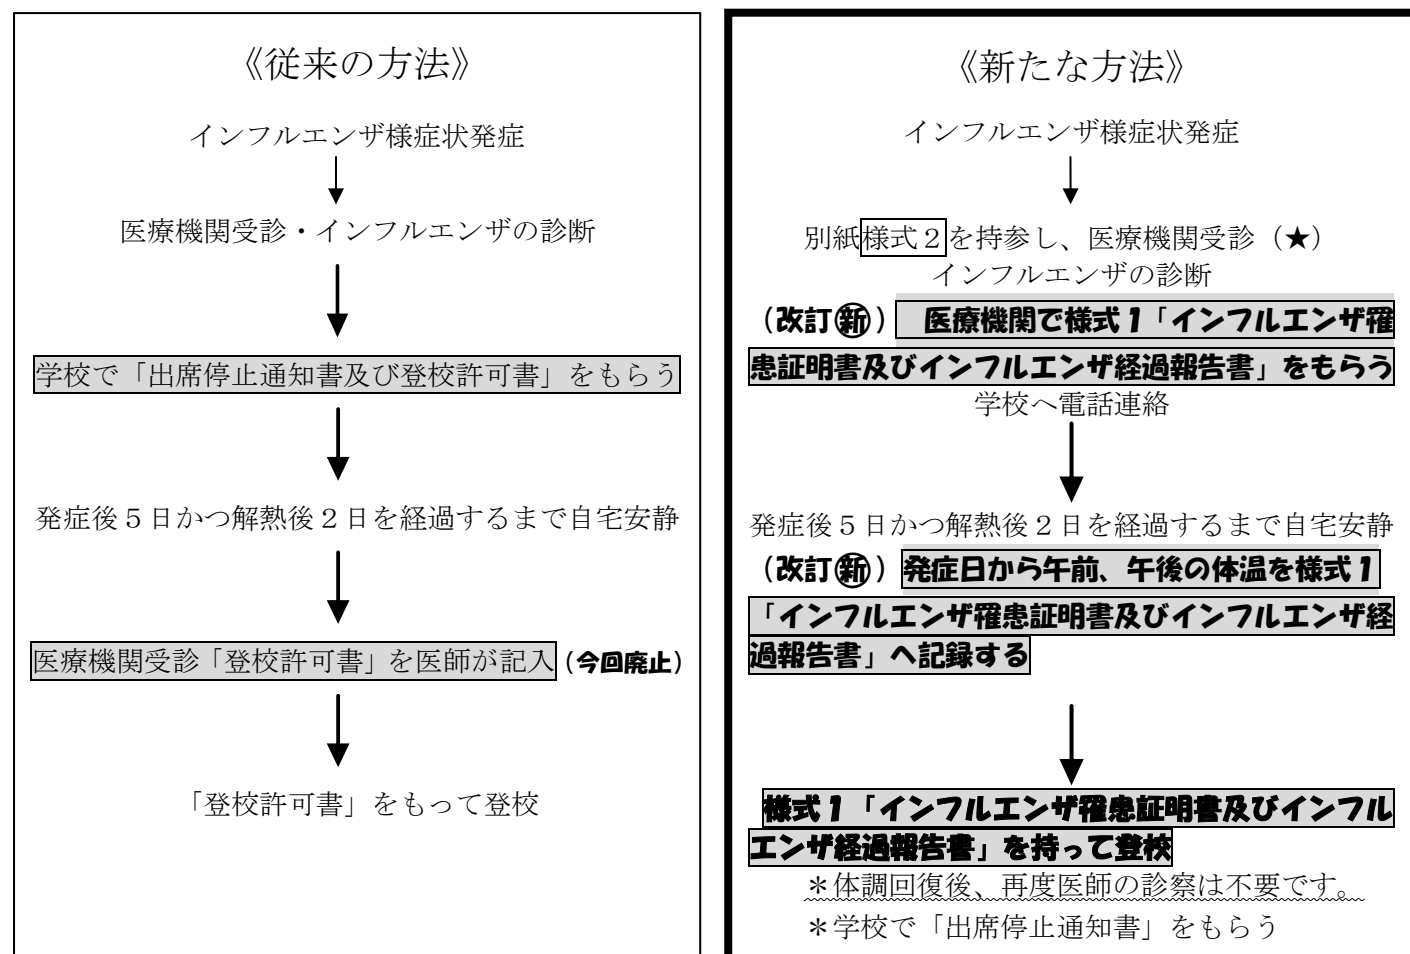 《従来の方法》
インフルエンザ様症状発症
医療機関受診・インフルエンザの診断
学校で「出席停止通知書及び登校許可書」をもらう
発症後５日かつ解熱後２日を経過するまで自宅安静
医療機関受診「登校許可書」を医師が記入（今回廃止）
「登校許可書」をもって登校
《新たな方法》
インフルエンザ様症状発症
別紙様式２を持参し、医療機関受診（★）
インフルエンザの診断
（改訂㊟新）　医療機関で様式１「インフルエンザ罹
患証明書及びインフルエンザ経過報告書」をもらう
学校へ電話連絡
発症後５日かつ解熱後２日を経過するまで自宅安静
（改訂新）発症日から午前、午後の体温を様式１
「インフルエンザ罹患証明書及びインフルエンザ経
過報告書」へ記録する
様式１「インフルエンザ罹患証明書及びインフル
エンザ経過報告書」を持って登校
＊体調回復後、再度医師の診察は不要です。
＊学校で「出席停止通知書」をもらう